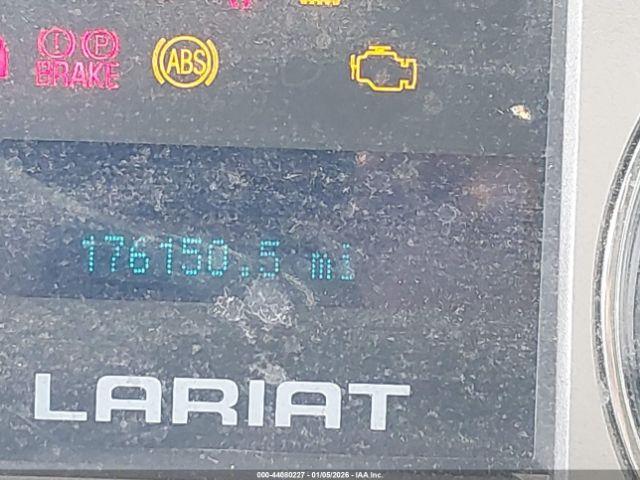 (!) (P)
BRAKE
ABS
176150.5 mi
LARIAT
000-44080227 - 01/05/2026 - IAA Inc.